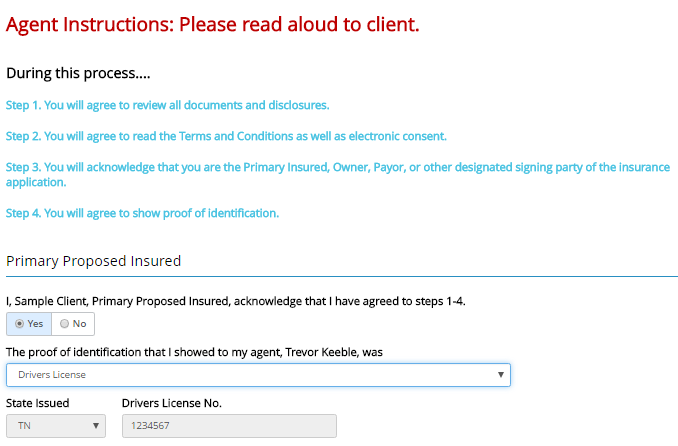 Agent Instructions: Please read aloud to client.
During this process....
Step 1. You will agree to review all documents and disclosures.
Step 2. You will agree to read the Terms and Conditions as well as electronic consent.
Step 3. You will acknowledge that you are the Primary Insured, Owner, Payor, or other designated signing party of the insurance
application.
Step 4. You will agree to show proof of identification.
Primary Proposed Insured
I, Sample Client, Primary Proposed Insured, acknowledge that I have agreed to steps 1-4.
Yes No
The proof of identification that I showed to my agent, Trevor Keeble, was
Drivers License
State Issued Drivers License No.
TN 1234567